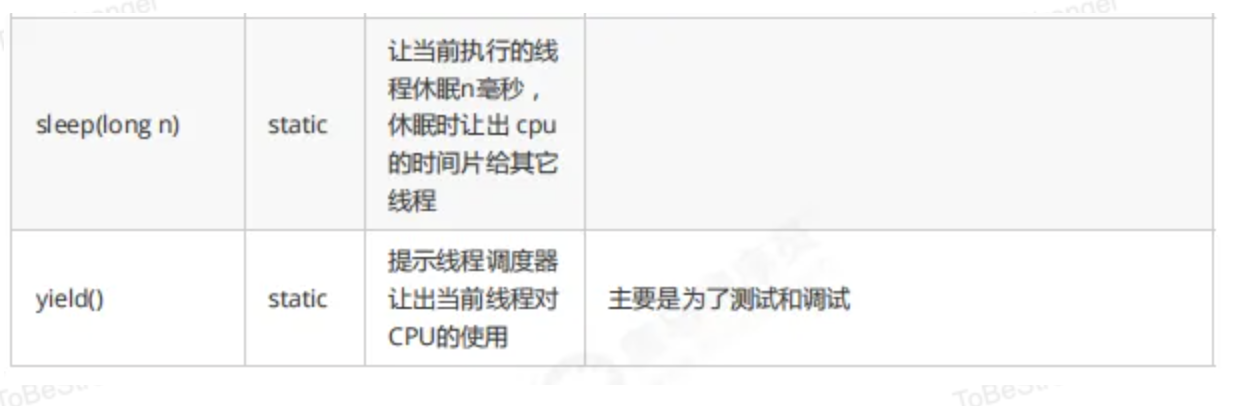 sleep(long n)
static
让当前执行的线
程休眠n毫秒，
休眠时让出 cpu
的时间片给其它
线程
yield()
static
提示线程调度器
让出当前线程对
CPU的使用
主要是为了测试和调试